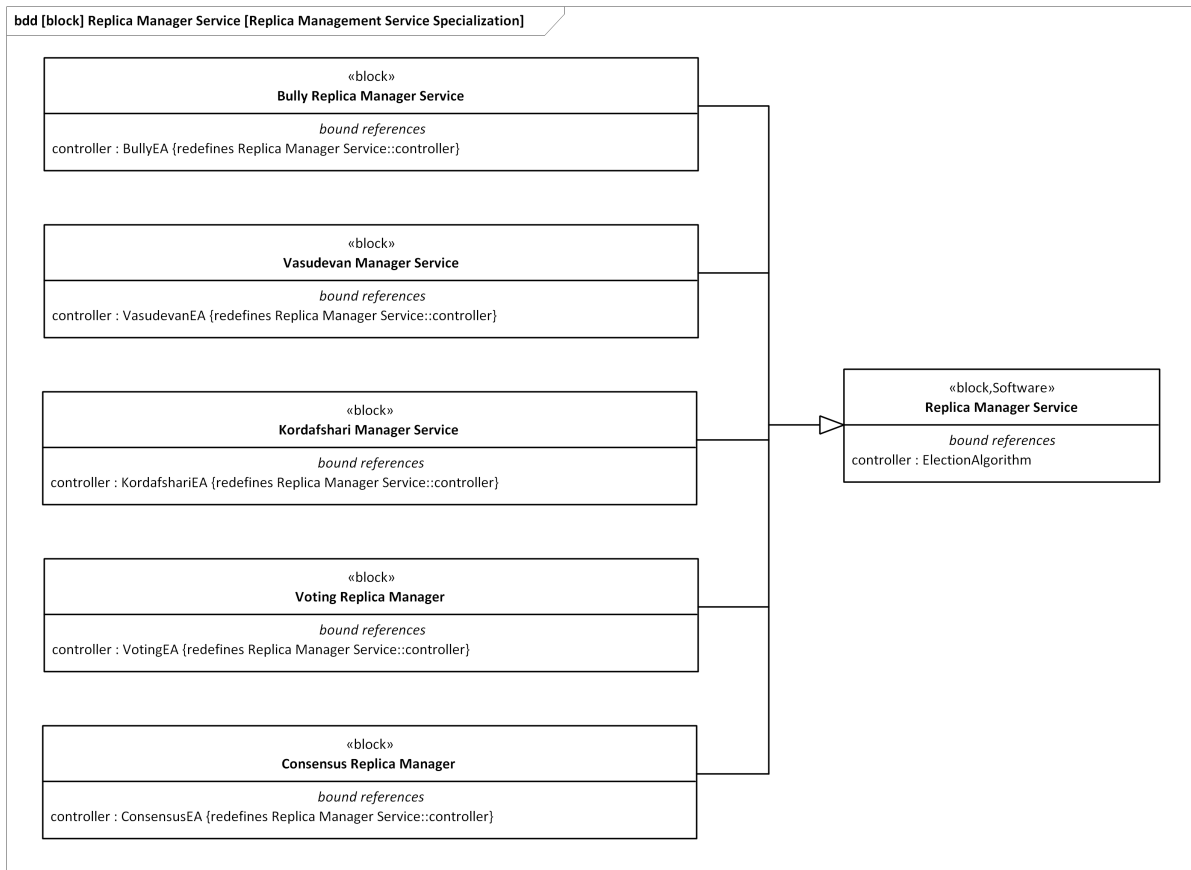 bdd [block] Replica Manager Service [Replica Management Service Specialization]
«block»
Bully Replica Manager Service
bound references
controller : BullyEA {redefines Replica Manager Service::controller}
«block»
Vasudevan Manager Service
bound references
controller : VasudevanEA {redefines Replica Manager Service::controller}
«block»
Kordafshari Manager Service
bound references
controller : KordafshariEA {redefines Replica Manager Service::controller}
«block»
Voting Replica Manager
bound references
controller : VotingEA {redefines Replica Manager Service::controller}
«block»
Consensus Replica Manager
bound references
controller : ConsensusEA {redefines Replica Manager Service::controller}
«block,Software»
Replica Manager Service
bound references
controller : ElectionAlgorithm